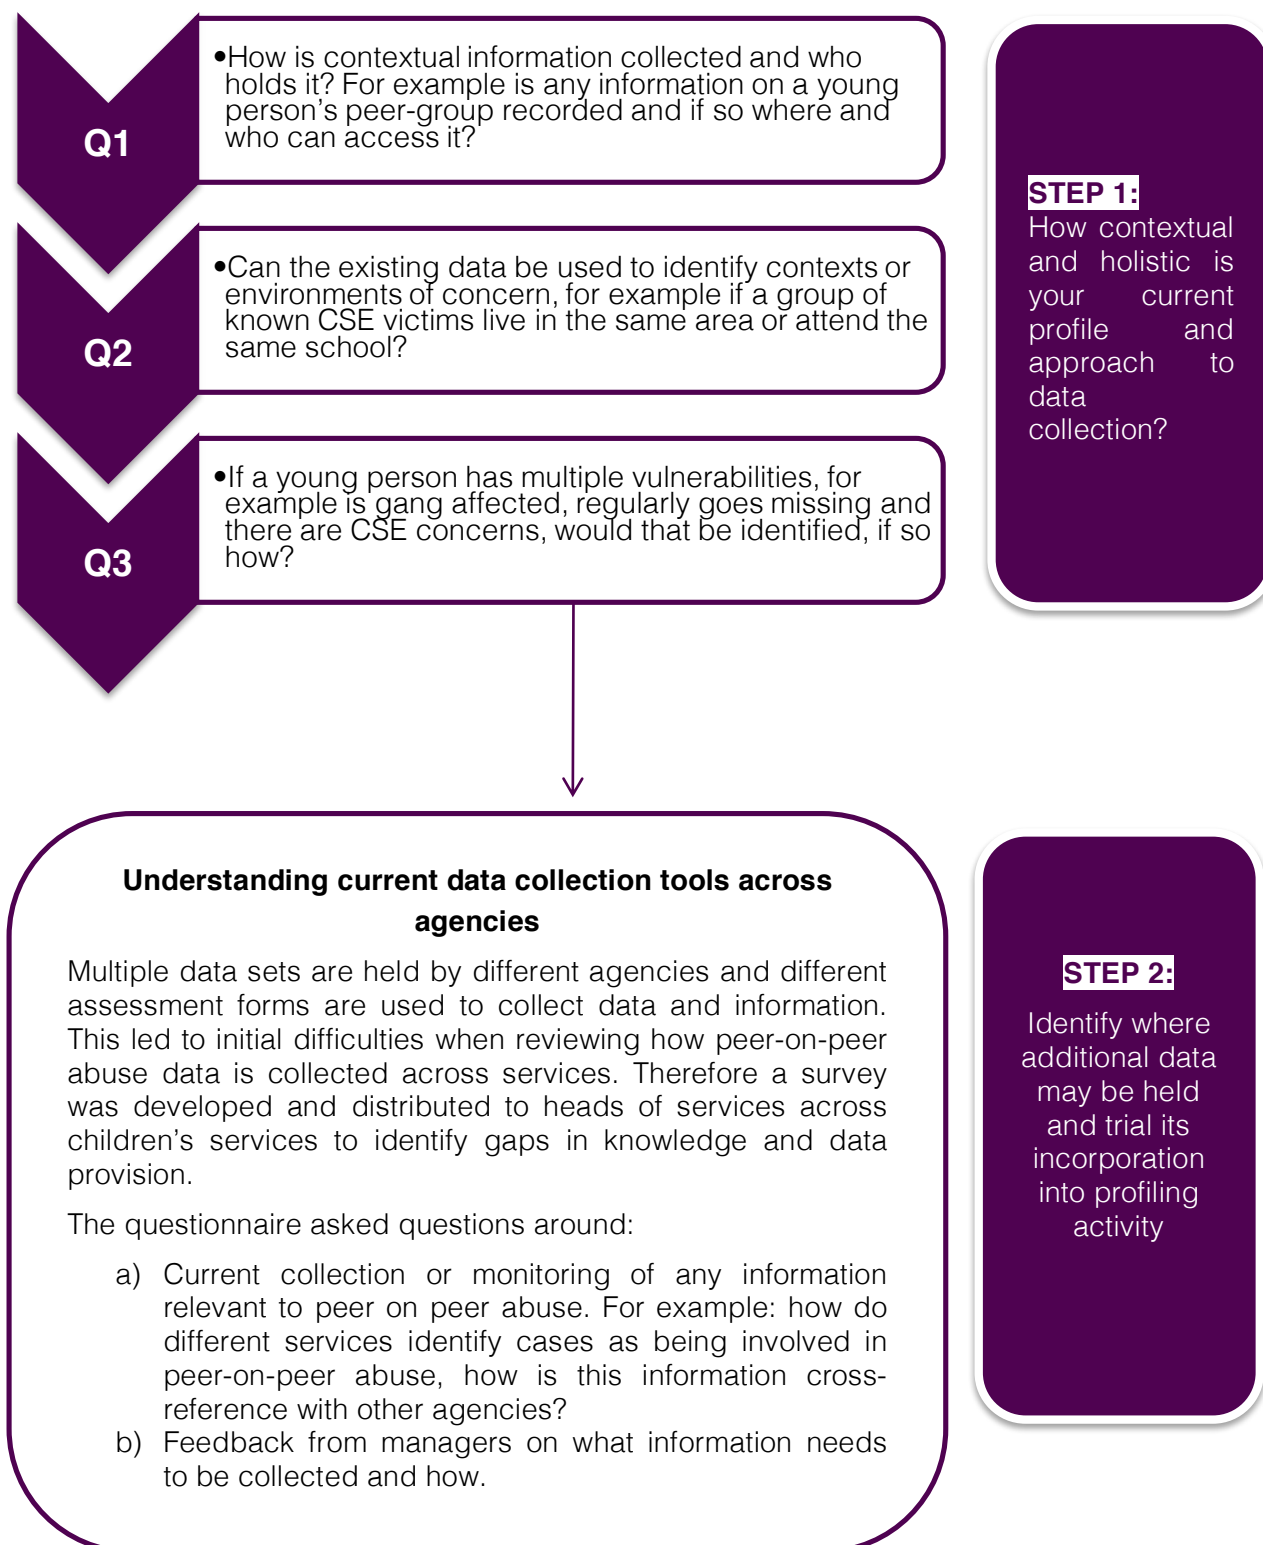 Q1
•How is contextual information collected and who
holds it? For example is any information on a young
person’s peer-group recorded and if so where and
who can access it?
Q2
•Can the existing data be used to identify contexts or
environments of concern, for example if a group of
known CSE victims live in the same area or attend the
same school?
Q3
•If a young person has multiple vulnerabilities, for
example is gang affected, regularly goes missing and
there are CSE concerns, would that be identified, if so
how?
STEP 1:
How contextual
and holistic is
your current
profile and
approach to
data
collection?
Understanding current data collection tools across
agencies
Multiple data sets are held by different agencies and different
assessment forms are used to collect data and information.
This led to initial difficulties when reviewing how peer-on-peer
abuse data is collected across services. Therefore a survey
was developed and distributed to heads of services across
children’s services to identify gaps in knowledge and data
provision.
The questionnaire asked questions around:
a) Current collection or monitoring of any information
relevant to peer on peer abuse. For example: how do
different services identify cases as being involved in
peer-on-peer abuse, how is this information cross-
reference with other agencies?
b) Feedback from managers on what information needs
to be collected and how.
STEP 2:
Identify where
additional data
may be held
and trial its
incorporation
into profiling
activity